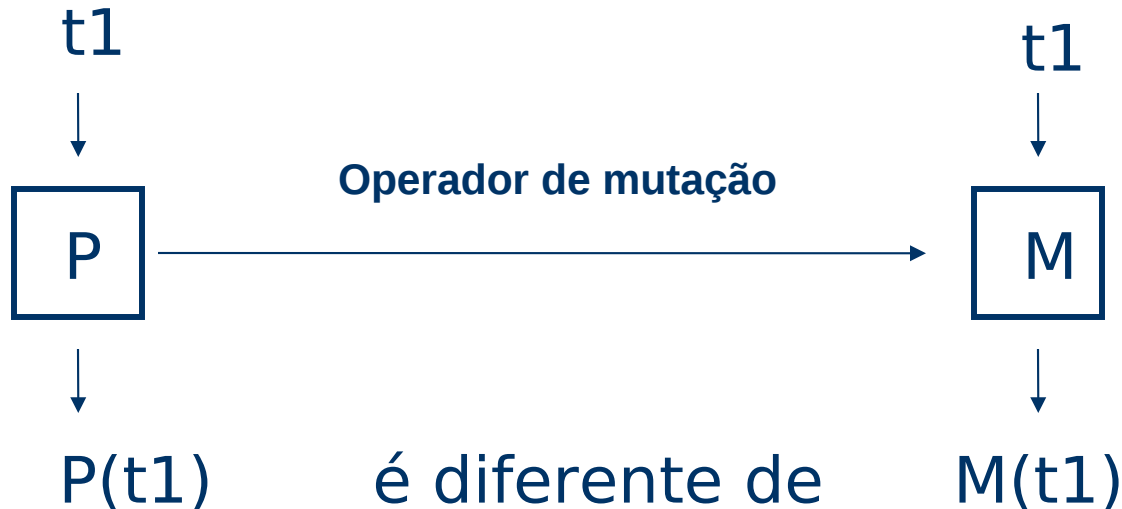 t1
t1
Operador de mutação
P
M
P(t1) é diferente de M(t1)